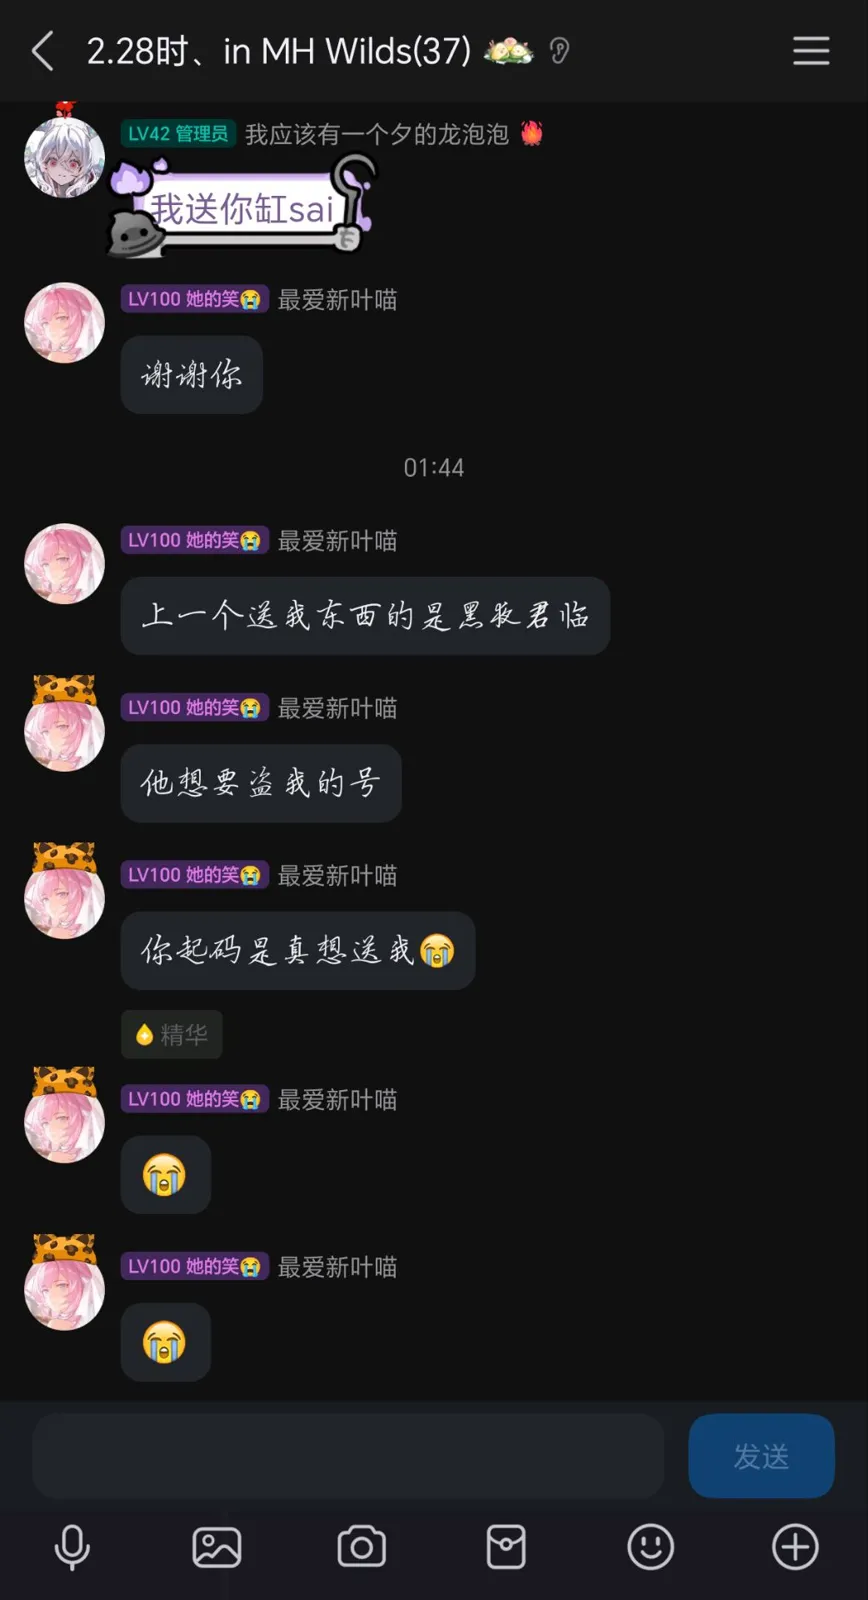 2.28时、in MH Wilds(37)
LV42 管理员 我应该有一个夕的龙泡泡 🔥
我送你缸sai
LV100 她的笑😭 最爱新叶喵
谢谢你
01:44
LV100 她的笑😭 最爱新叶喵
上一个送我东西的是黑夜君临
LV100 她的笑😭 最爱新叶喵
他想要盗我的号
LV100 她的笑😭 最爱新叶喵
你起码是真想送我😭
精华
LV100 她的笑😭 最爱新叶喵
😭
LV100 她的笑😭 最爱新叶喵
😭
发送